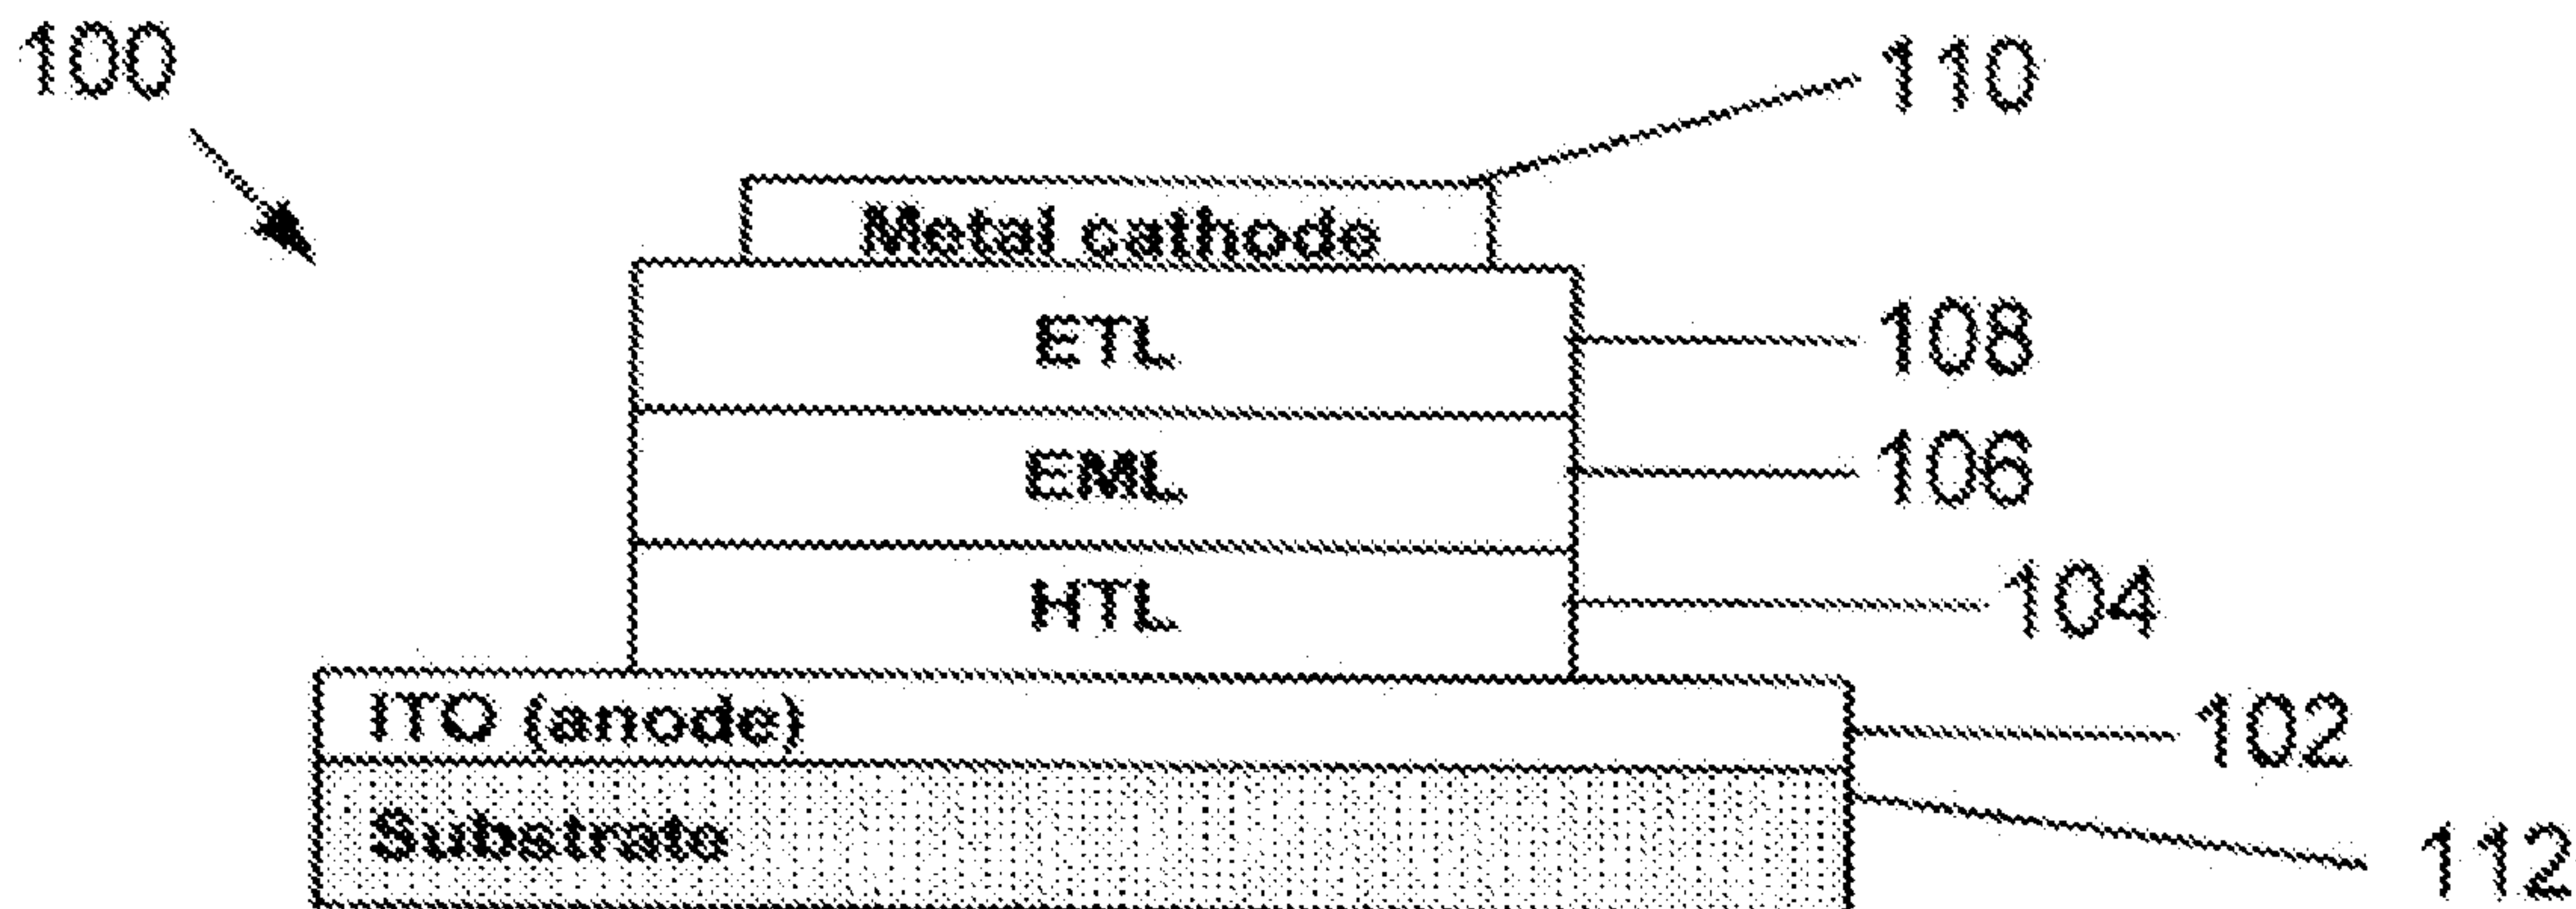 100
110
Metal cathode
ETL
108
EML
106
HTL
104
ITO (anode)
102
Substrate
112